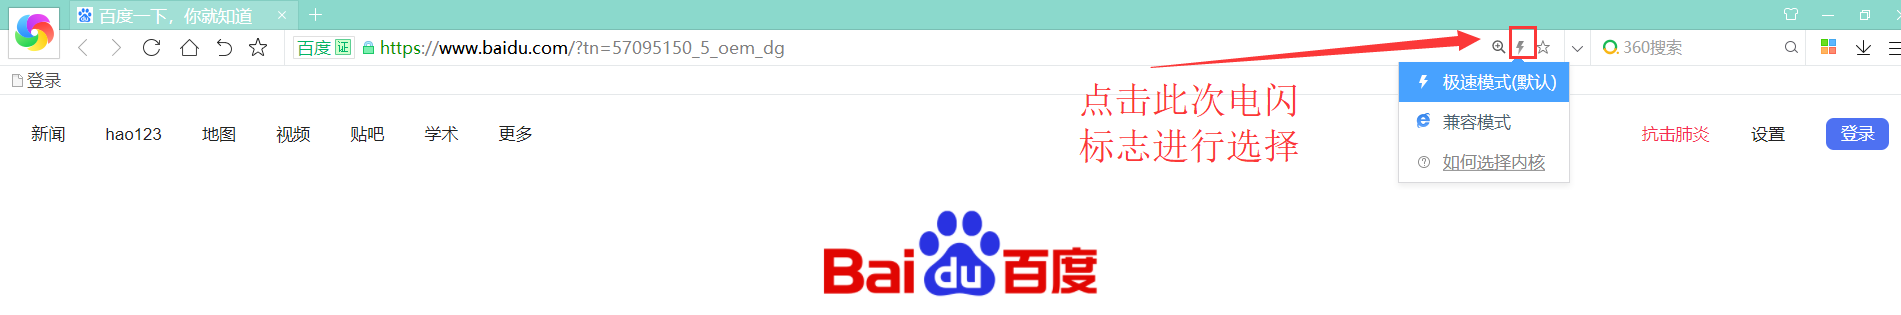 百度一下，你就知道
百度 证 https://www.baidu.com/?tn=57095150_5_oem_dg
360搜索
登录
极速模式(默认)
点击此次电闪
标志进行选择
兼容模式
如何选择内核
新闻 hao123 地图 视频 贴吧 学术 更多
抗击肺炎 设置 登录
Bai du 百度